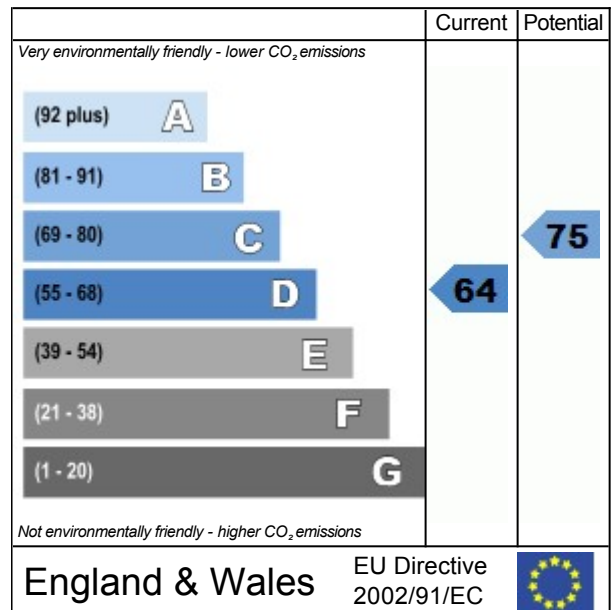 Current Potential
Very environmentally friendly - lower CO₂ emissions
(92 plus) A
(81 - 91) B
(69 - 80) C
75
(55 - 68) D
64
(39 - 54) E
(21 - 38) F
(1 - 20) G
Not environmentally friendly - higher CO₂ emissions
England & Wales
EU Directive
2002/91/EC